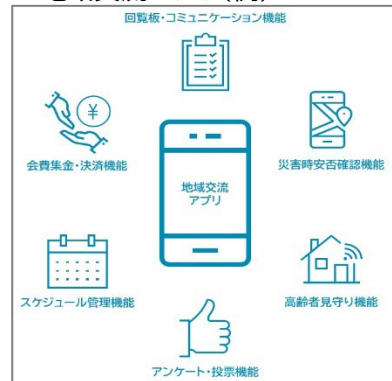 回覧板・コミュニケーション機能
¥
会費集金・決済機能
災害時安否確認機能
地域交流
アプリ
スケジュール管理機能
高齢者見守り機能
アンケート・投票機能